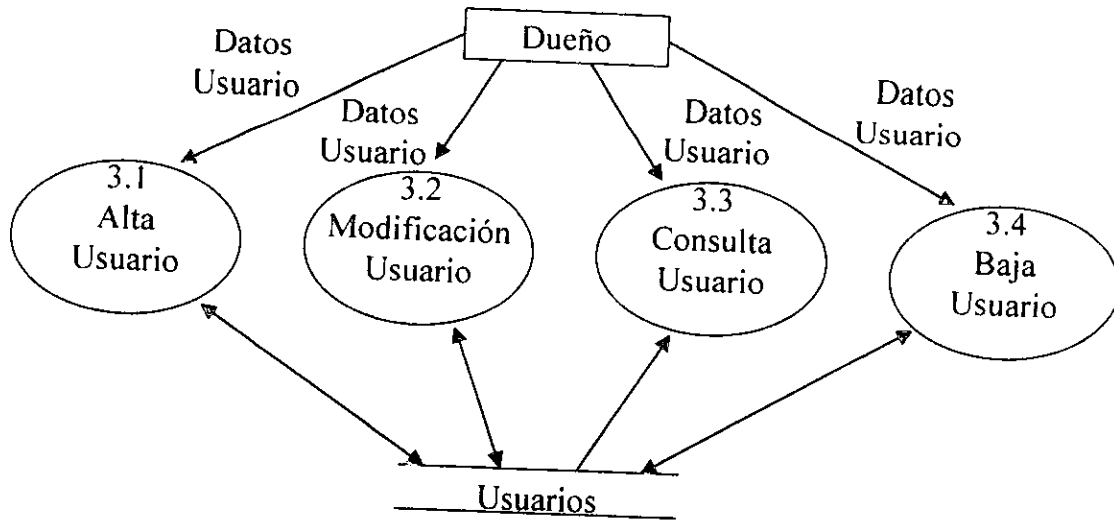 Dueño
Datos
Usuario
Datos
Usuario
Datos
Usuario
Datos
Usuario
3.1
Alta
Usuario
3.2
Modificación
Usuario
3.3
Consulta
Usuario
3.4
Baja
Usuario
Usuarios